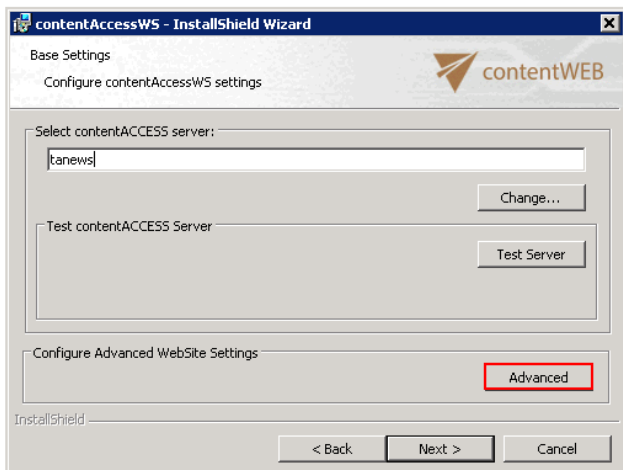 contentAccessWS - InstallShield Wizard
Base Settings
Configure contentAccessWS settings
contentWEB
Select contentACCESS server:
tanews
Change...
Test contentACCESS Server
Test Server
Configure Advanced WebSite Settings
Advanced
InstallShield
< Back
Next >
Cancel